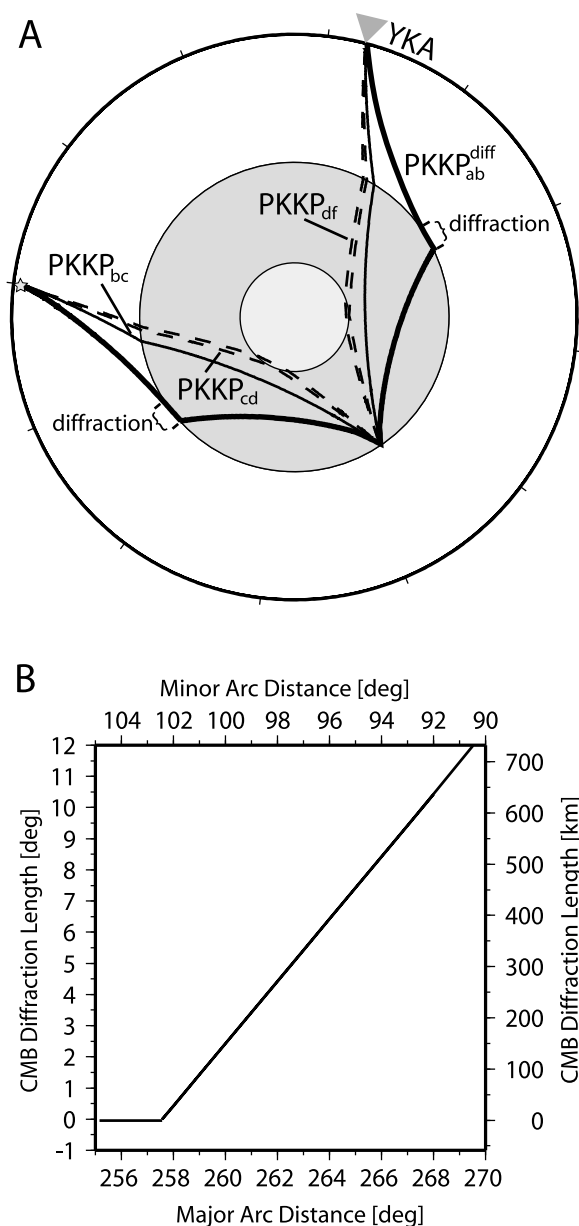 A
YKA
PKKP diff ab
PKKP df
diffraction
PKKP bc
PKKP cd
diffraction
B
Minor Arc Distance [deg]
104 102 100 98 96 94 92 90
CMB Diffraction Length [deg]
12
11
10
9
8
7
6
5
4
3
2
1
0
-1
700
600
500
400
300
200
100
0
CMB Diffraction Length [km]
256 258 260 262 264 266 268 270
Major Arc Distance [deg]